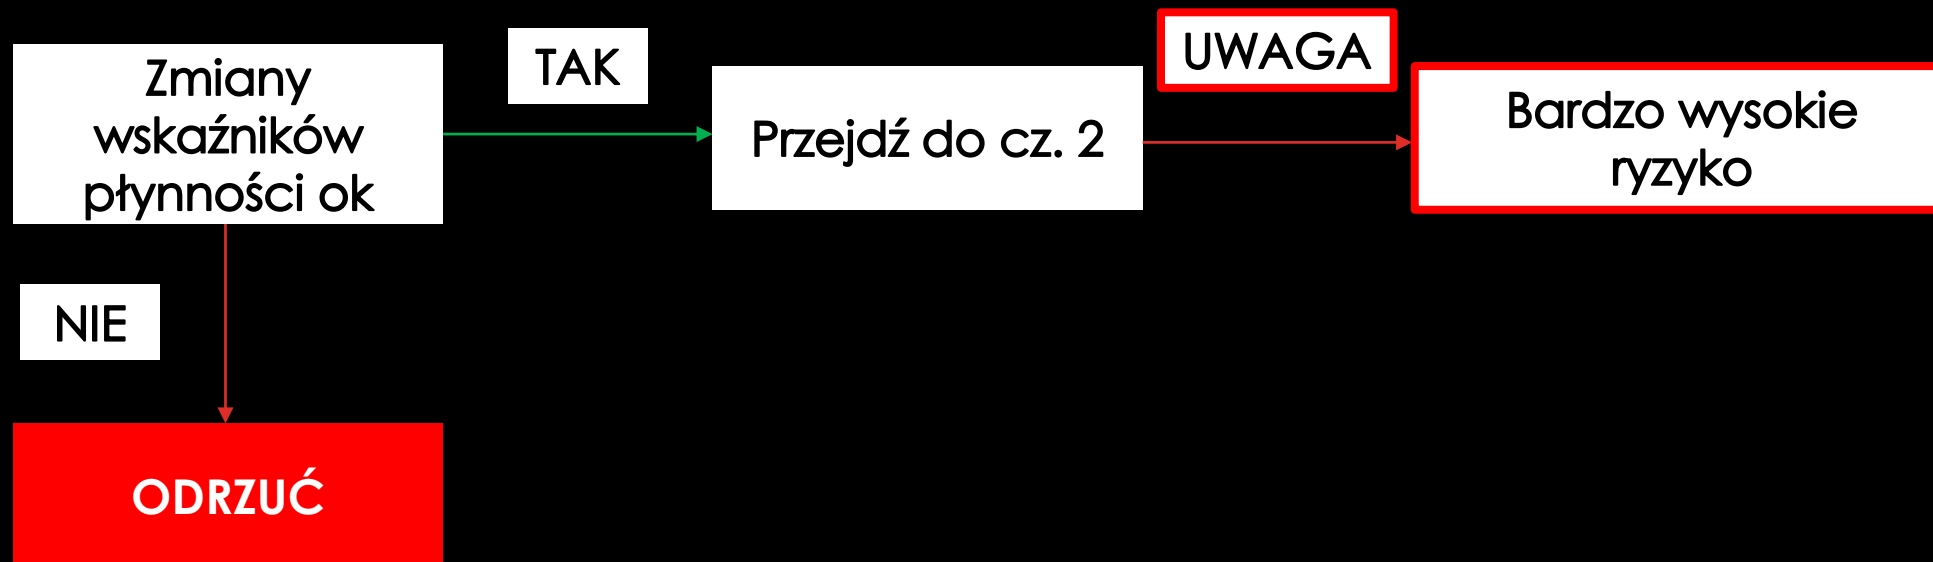 Zmiany
wskaźników
płynności ok
TAK
Przejdź do cz. 2
UWAGA
Bardzo wysokie
ryzyko
NIE
ODRZUĆ